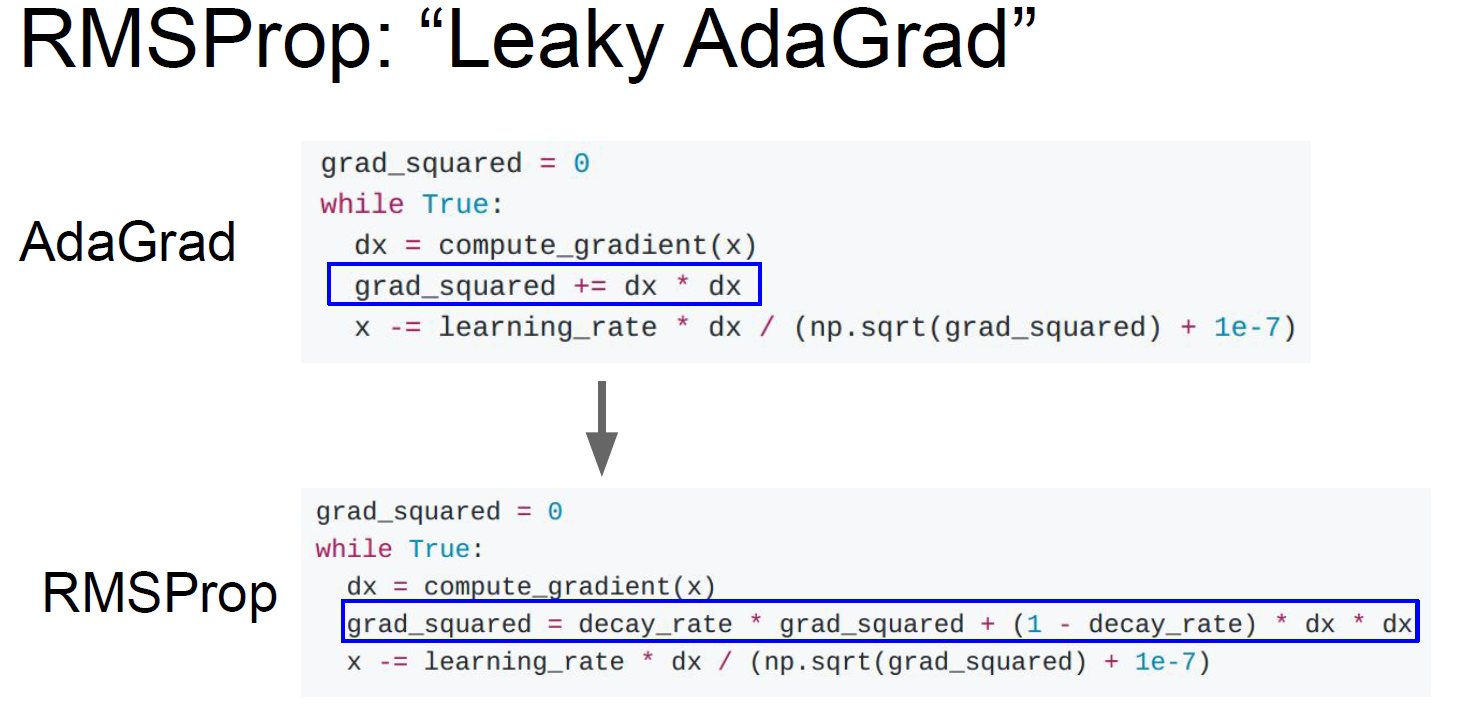 RMSProp: “Leaky AdaGrad”
AdaGrad
grad_squared = 0
while True:
  dx = compute_gradient(x)
  grad_squared += dx * dx
  x -= learning_rate * dx / (np.sqrt(grad_squared) + 1e-7)
RMSProp
grad_squared = 0
while True:
  dx = compute_gradient(x)
  grad_squared = decay_rate * grad_squared + (1 - decay_rate) * dx * dx
  x -= learning_rate * dx / (np.sqrt(grad_squared) + 1e-7)